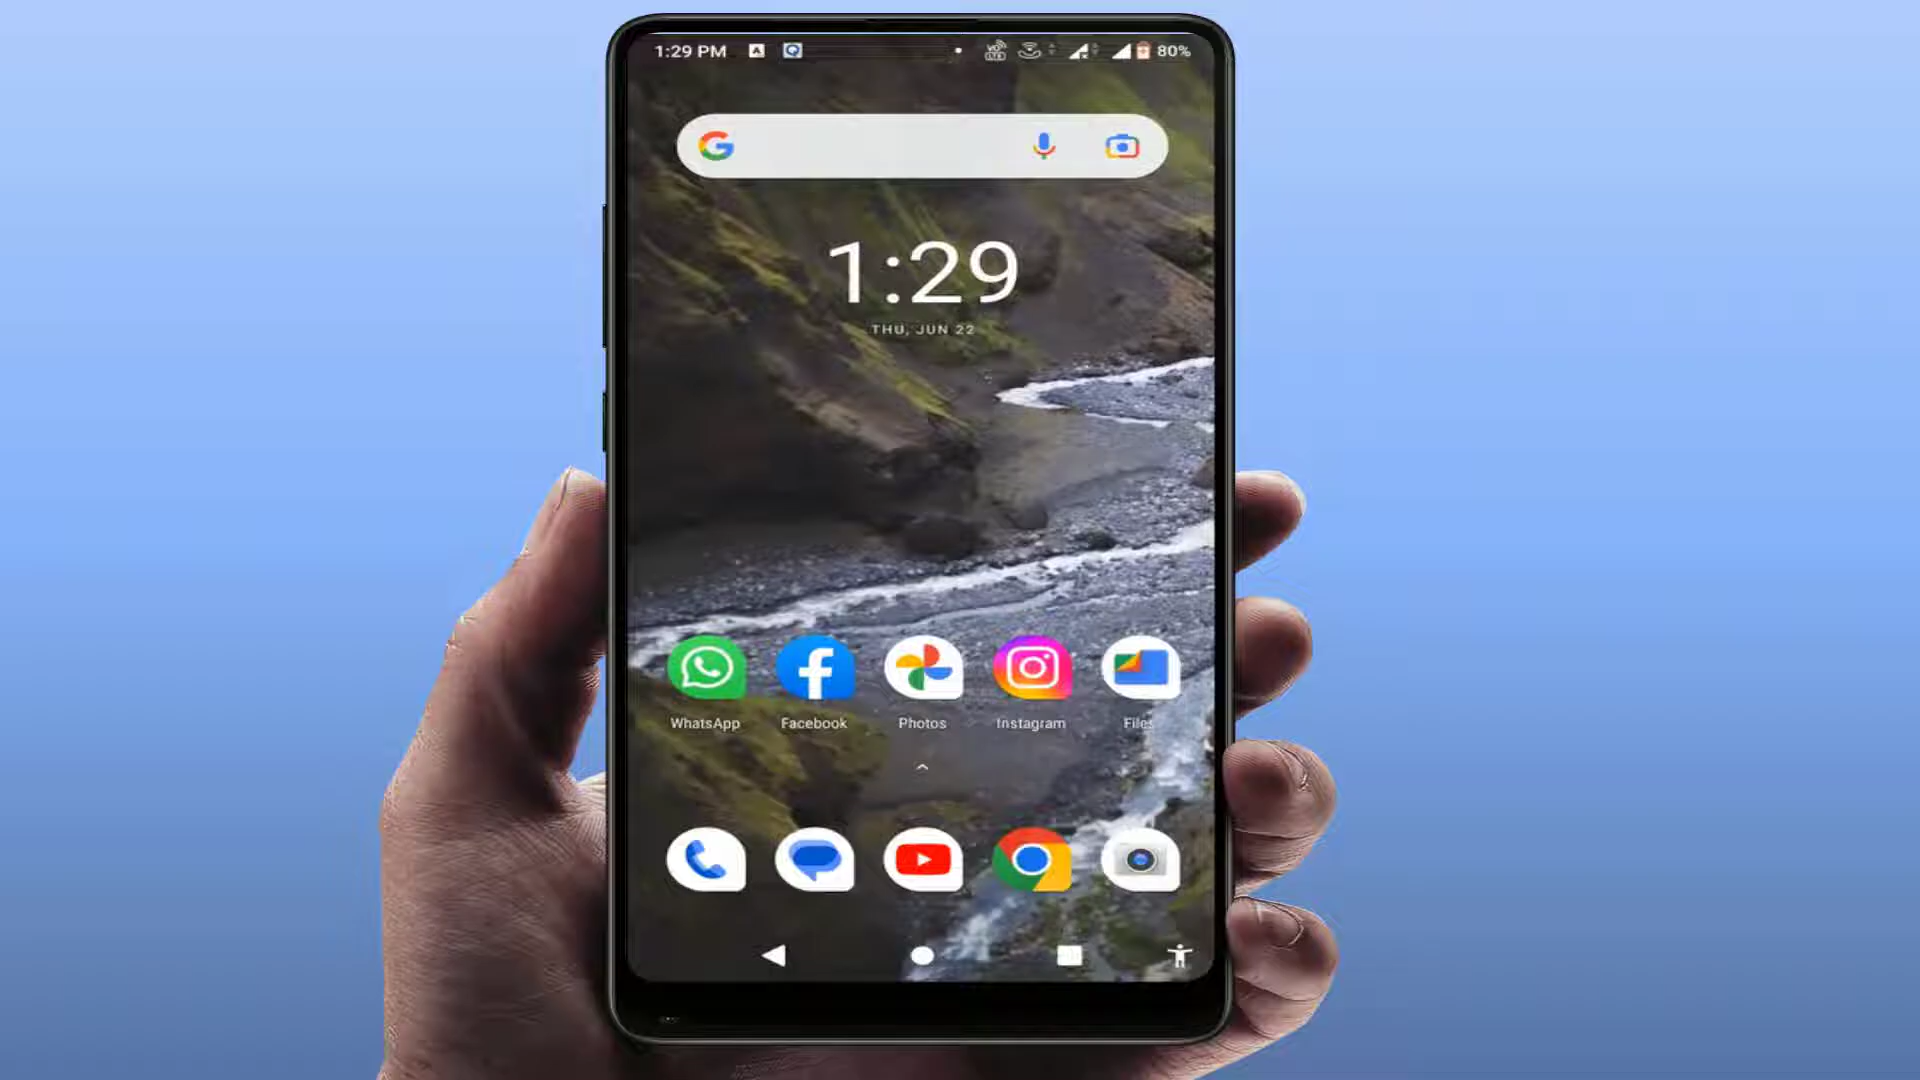 1:29 PM
80%
1:29
THU, JUN 22
WhatsApp Facebook Photos Instagram Files